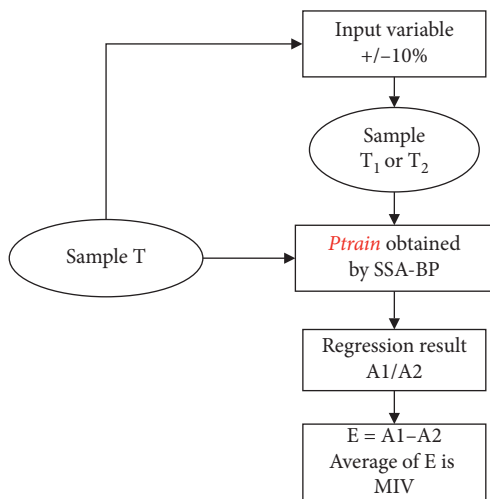 Input variable
+/–10%
Sample
T₁ or T₂
Sample T
Ptrain obtained
by SSA-BP
Regression result
A1/A2
E = A1–A2
Average of E is
MIV